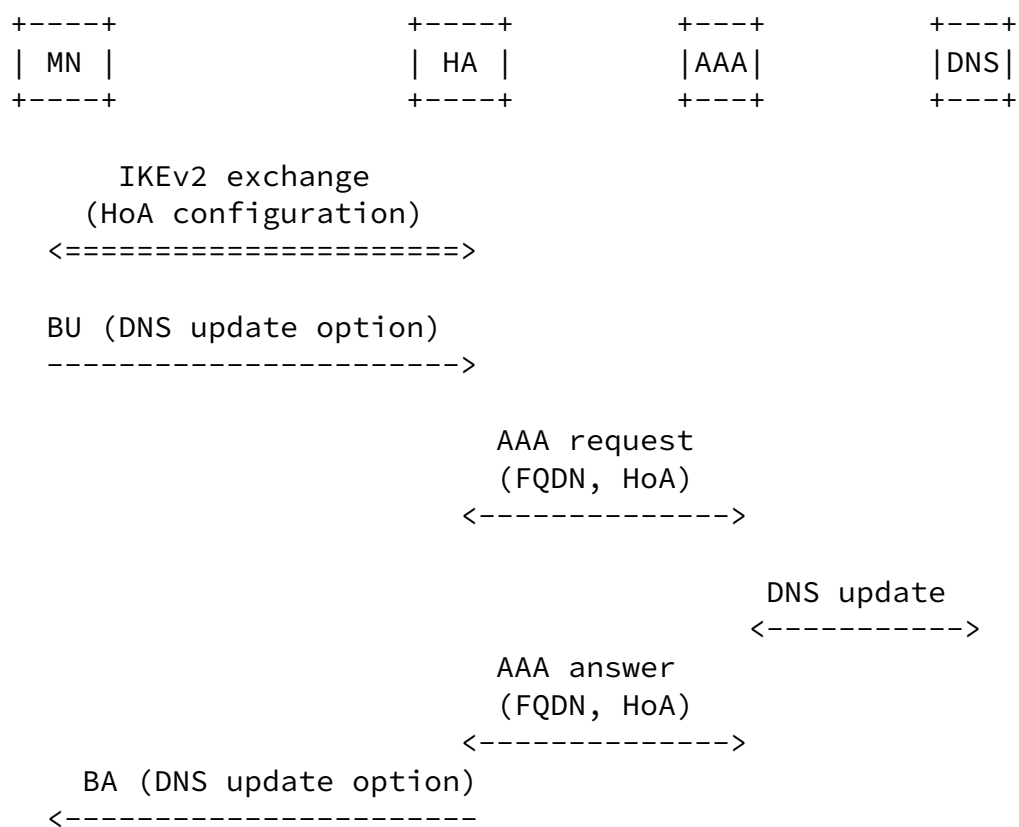 +----+                +----+         +---+         +---+
| MN |                | HA |         |AAA|         |DNS|
+----+                +----+         +---+         +---+
      IKEv2 exchange
    (HoA configuration)
  <======================>
  BU (DNS update option)
  ----------------------->
                           AAA request
                           (FQDN, HoA)
                         <-------------->
                                          DNS update
                                         <----------->
                           AAA answer
                           (FQDN, HoA)
                         <-------------->
    BA (DNS update option)
  <-----------------------